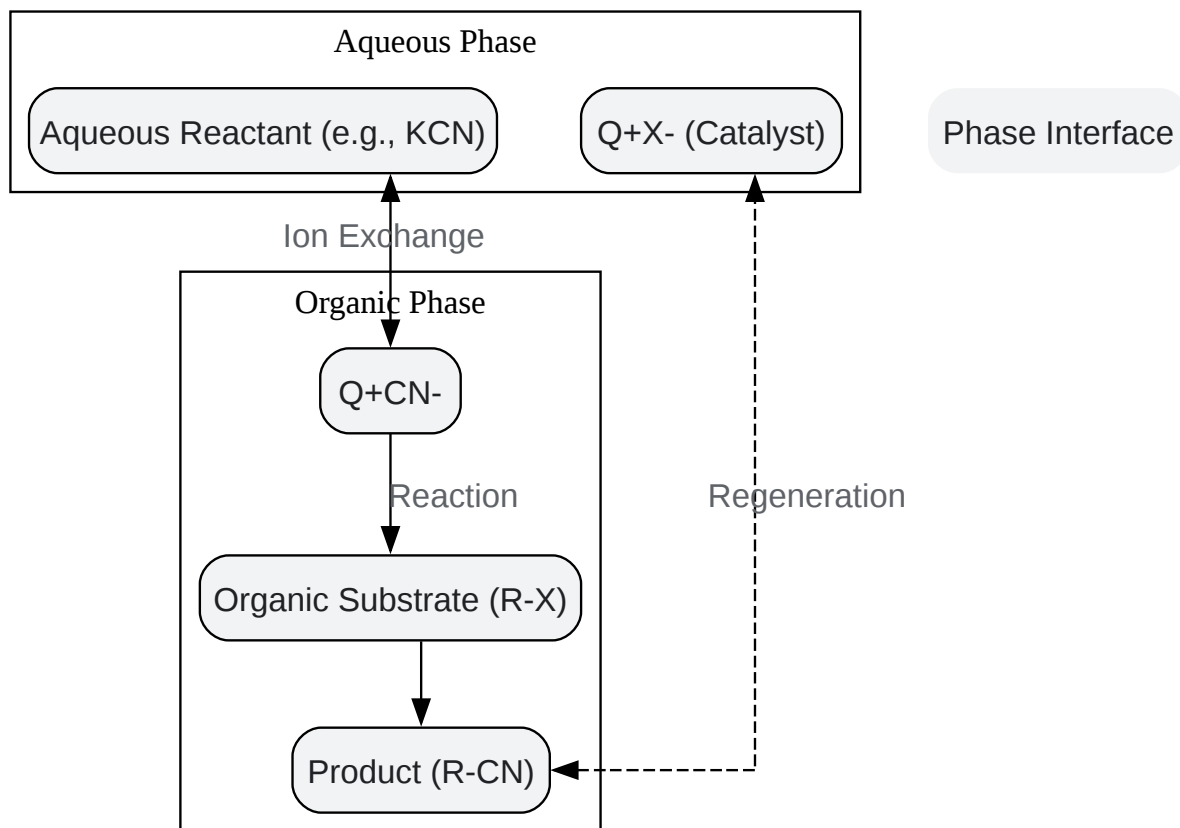 Aqueous Phase
Aqueous Reactant (e.g., KCN)
Q+X- (Catalyst)
Phase Interface
Ion Exchange
Organic Phase
Q+CN-
Reaction
Regeneration
Organic Substrate (R-X)
Product (R-CN)